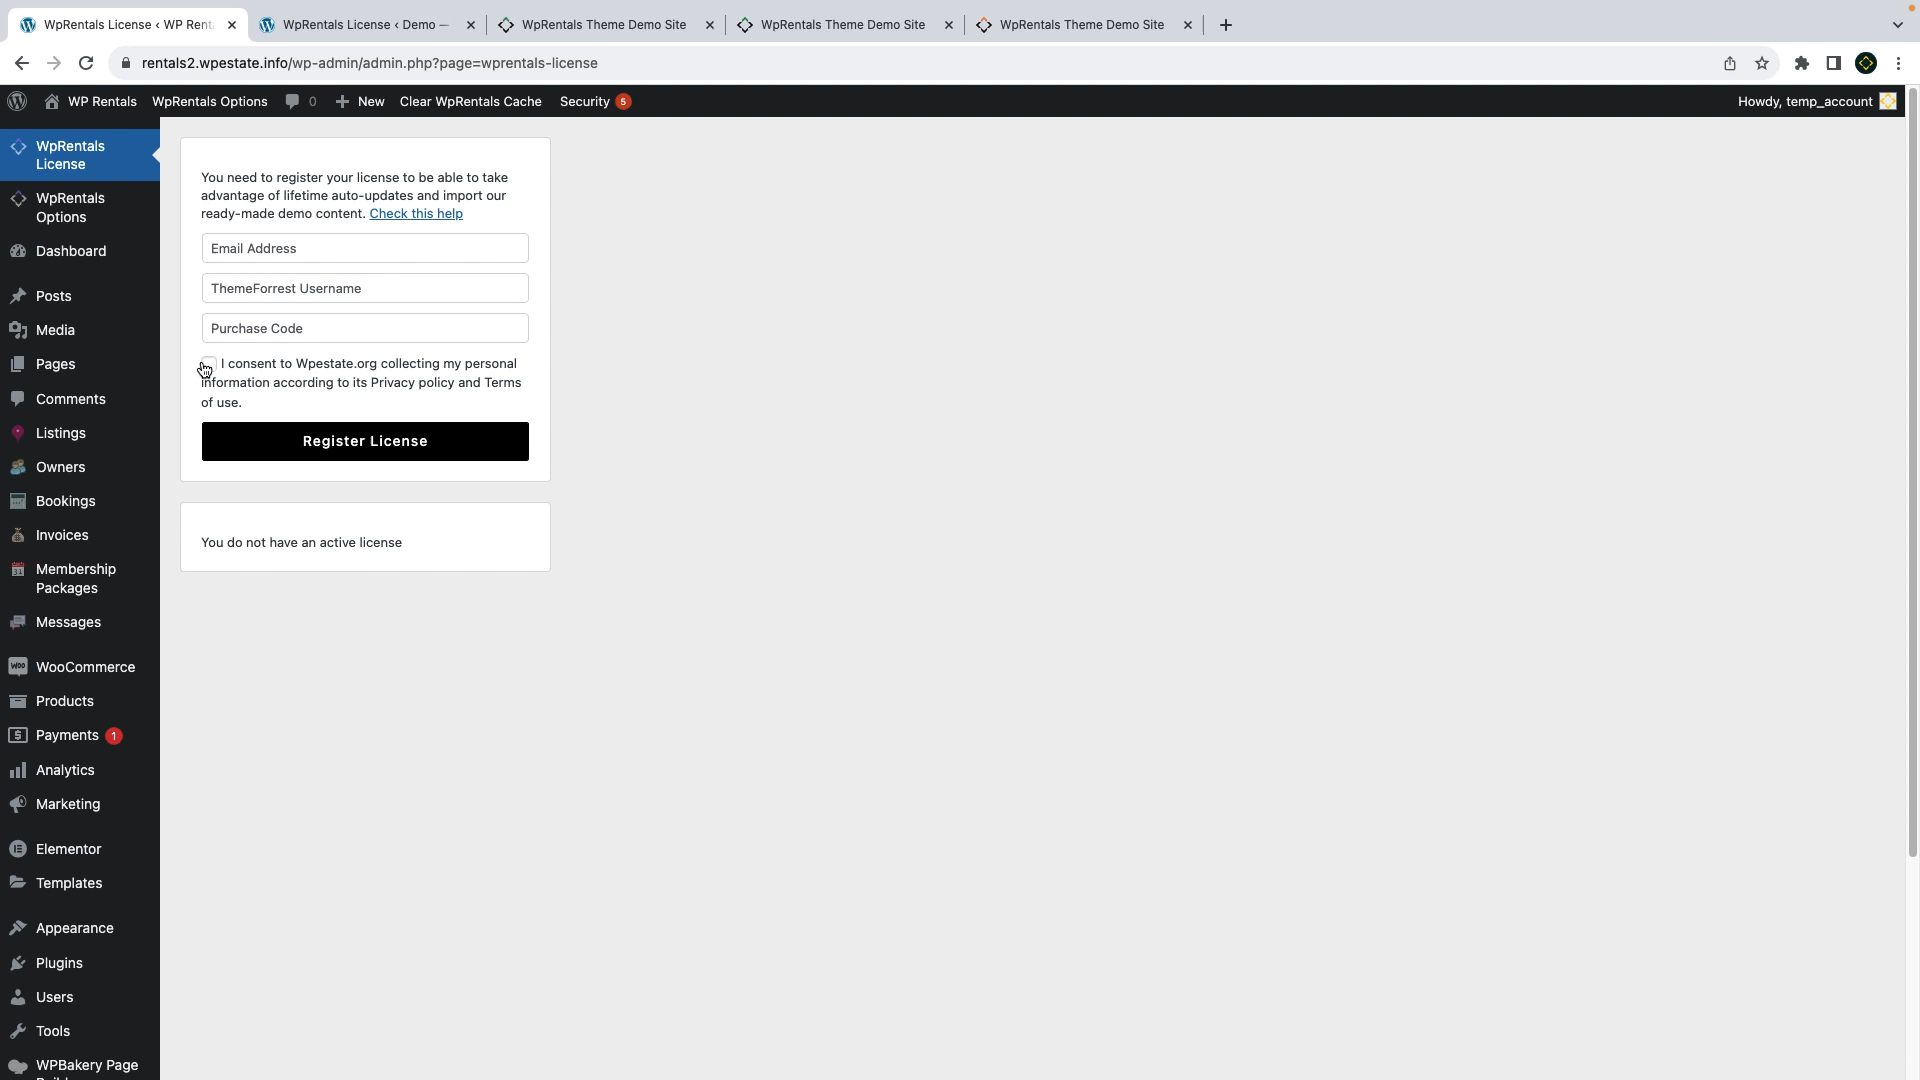 WpRentals License ‹ WP Rent
WpRentals License ‹ Demo —
WpRentals Theme Demo Site
WpRentals Theme Demo Site
WpRentals Theme Demo Site
rentals2.wpestate.info/wp-admin/admin.php?page=wprentals-license
WP Rentals
WpRentals Options
0
New
Clear WpRentals Cache
Security 5
Howdy, temp_account
WpRentals
License
WpRentals
Options
Dashboard
Posts
Media
Pages
Comments
Listings
Owners
Bookings
Invoices
Membership
Packages
Messages
WooCommerce
Products
Payments 1
Analytics
Marketing
Elementor
Templates
Appearance
Plugins
Users
Tools
WPBakery Page
You need to register your license to be able to take
advantage of lifetime auto-updates and import our
ready-made demo content. Check this help
Email Address
ThemeForrest Username
Purchase Code
I consent to Wpestate.org collecting my personal
information according to its Privacy policy and Terms
of use.
Register License
You do not have an active license